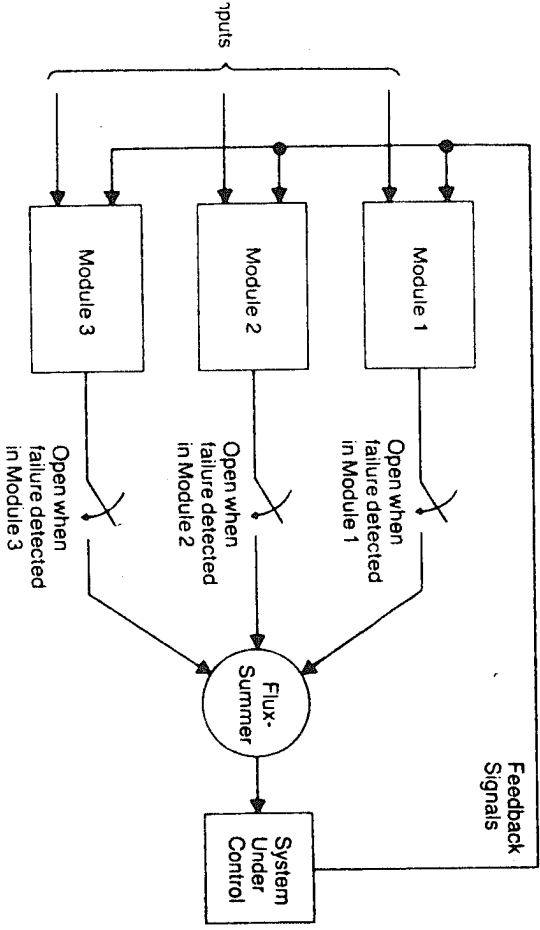 nputs
Module 1
Module 2
Module 3
Open when
failure detected
in Module 1
Open when
failure detected
in Module 2
Open when
failure detected
in Module 3
Flux-
Summer
System
Under
Control
Feedback
Signals